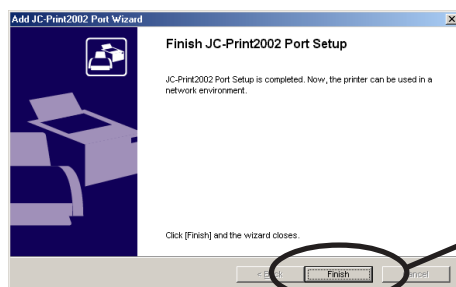 Add JC-Print2002 Port Wizard
Finish JC-Print2002 Port Setup
JC-Print2002 Port Setup is completed. Now, the printer can be used in a
network environment.
Click [Finish] and the wizard closes.
Finish